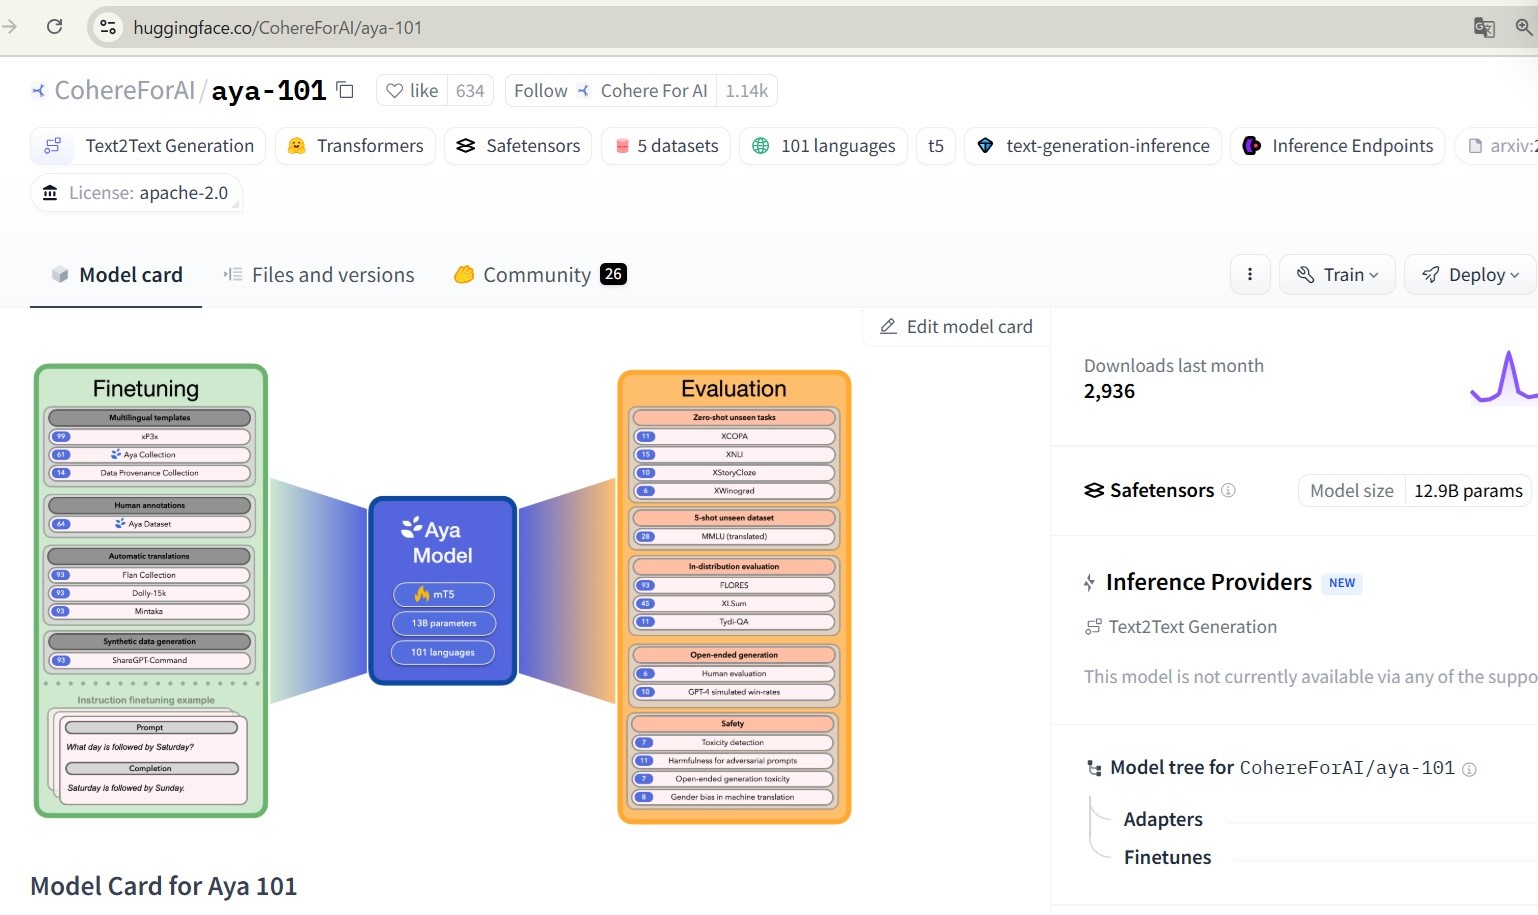 huggingface.co/CohereForAI/aya-101
CohereForAI/aya-101
like 634
Follow Cohere For AI 1.14k
Text2Text Generation
Transformers
Safetensors
5 datasets
101 languages
t5
text-generation-inference
Inference Endpoints
arxiv:
License: apache-2.0
Model card
Files and versions
Community 26
Train
Deploy
Edit model card
Finetuning
Multilingual templates
99 xP3x
61 Aya Collection
14 Data Provenance Collection
Human annotations
64 Aya Dataset
Automatic translations
93 Flan Collection
93 Dolly-15k
93 Mintaka
Synthetic data generation
93 ShareGPT-Command
Instruction finetuning example
Prompt
What day is followed by Saturday?
Completion
Saturday is followed by Sunday.
Aya
Model
mT5
13B parameters
101 languages
Evaluation
Zero-shot unseen tasks
11 XCOPA
15 XNLI
10 XStoryCloze
6 XWinograd
5-shot unseen dataset
28 MMLU (translated)
In-distribution evaluation
93 FLORES
45 XLSum
11 Tydi-QA
Open-ended generation
6 Human evaluation
10 GPT-4 simulated win-rates
Safety
7 Toxicity detection
11 Harmfulness for adversarial prompts
7 Open-ended generation toxicity
8 Gender bias in machine translation
Model Card for Aya 101
Downloads last month
2,936
Safetensors
Model size 12.9B params
Inference Providers NEW
Text2Text Generation
This model is not currently available via any of the suppo
Model tree for CohereForAI/aya-101
Adapters
Finetunes